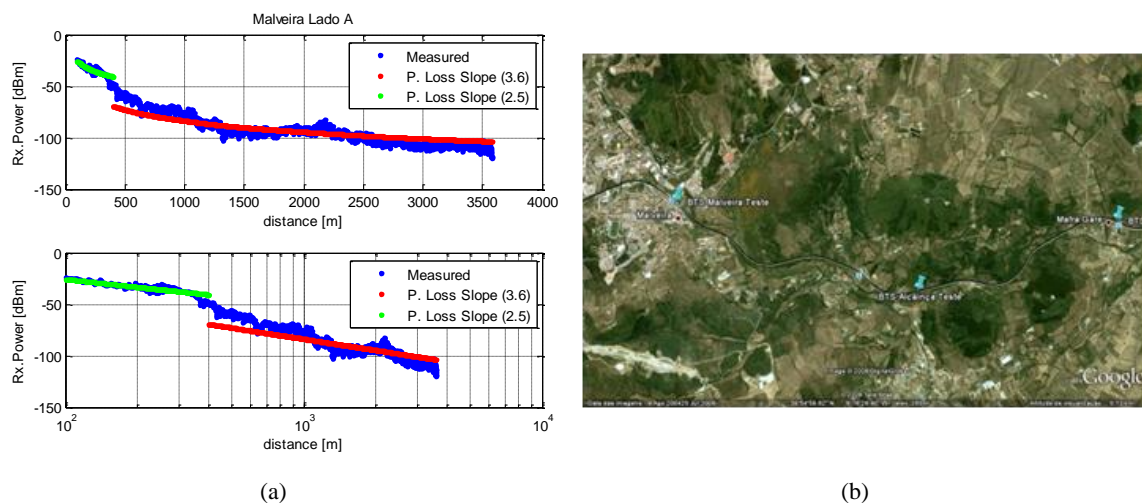 Malveira Lado A
0
-50
-100
-150
Rx.Power [dBm]
Measured
P. Loss Slope (3.6)
P. Loss Slope (2.5)
0 500 1000 1500 2000 2500 3000 3500 4000
distance [m]
0
-50
-100
-150
Rx.Power [dBm]
Measured
P. Loss Slope (3.6)
P. Loss Slope (2.5)
10^2 10^3 10^4
distance [m]
(a)
BTS Malveira Teste
Malveira
Mafra Gare
BTS
BTS Alcainça Teste
Google
(b)